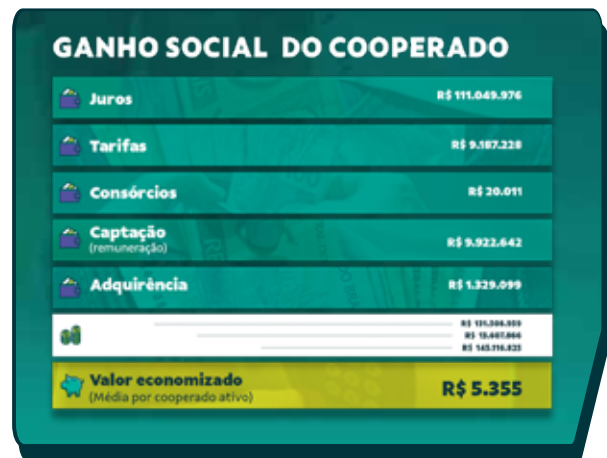 GANHO SOCIAL DO COOPERADO
Juros R$ 111.049.976
Tarifas R$ 9.187.228
Consórcios R$ 20.011
Captação
(remuneração) R$ 9.922.642
Adquirência R$ 1.329.099
R$
R$
R$
Valor economizado
(Média por cooperado ativo) R$ 5.355